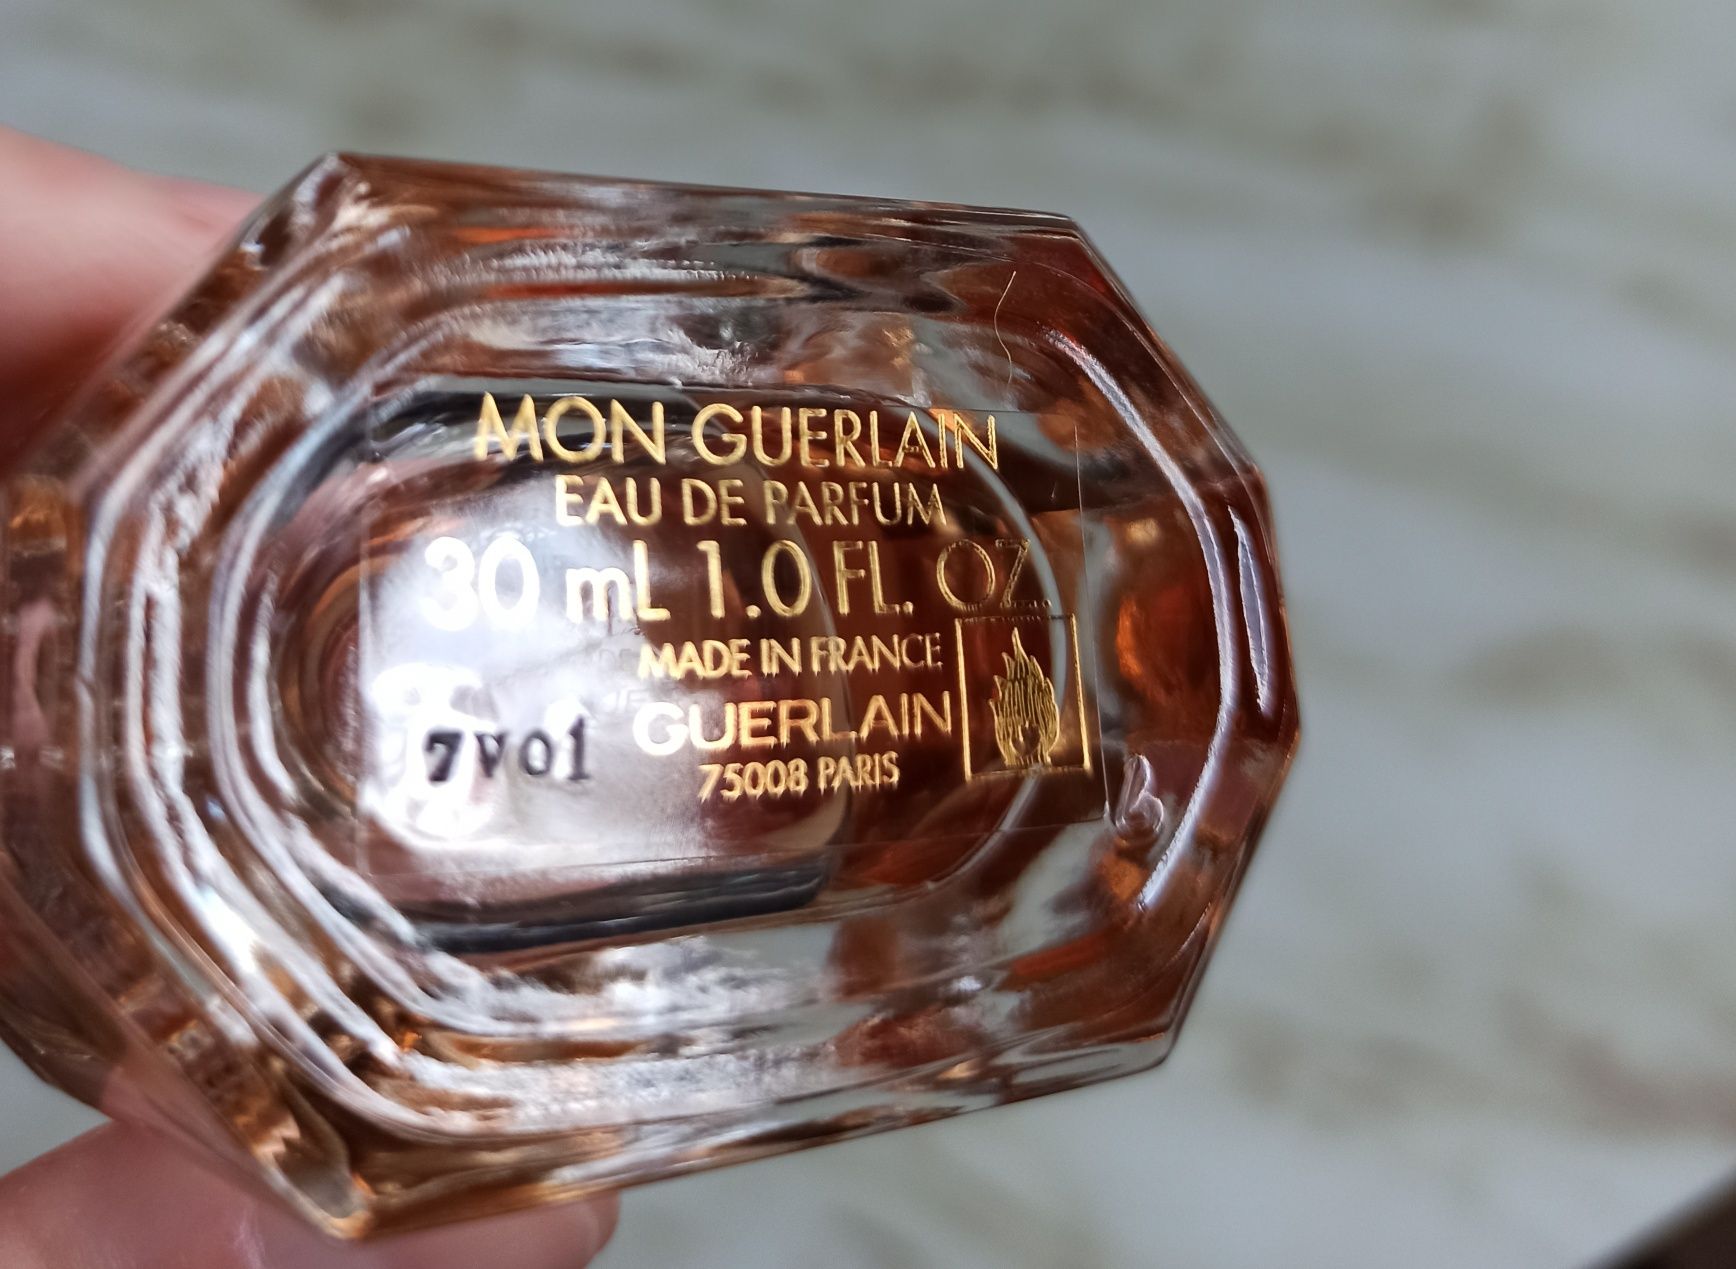 MON GUERLAIN
EAU DE PARFUM
30 mL 1.0 FL. OZ.
MADE IN FRANCE
GUERLAIN
7V01
75008 PARIS